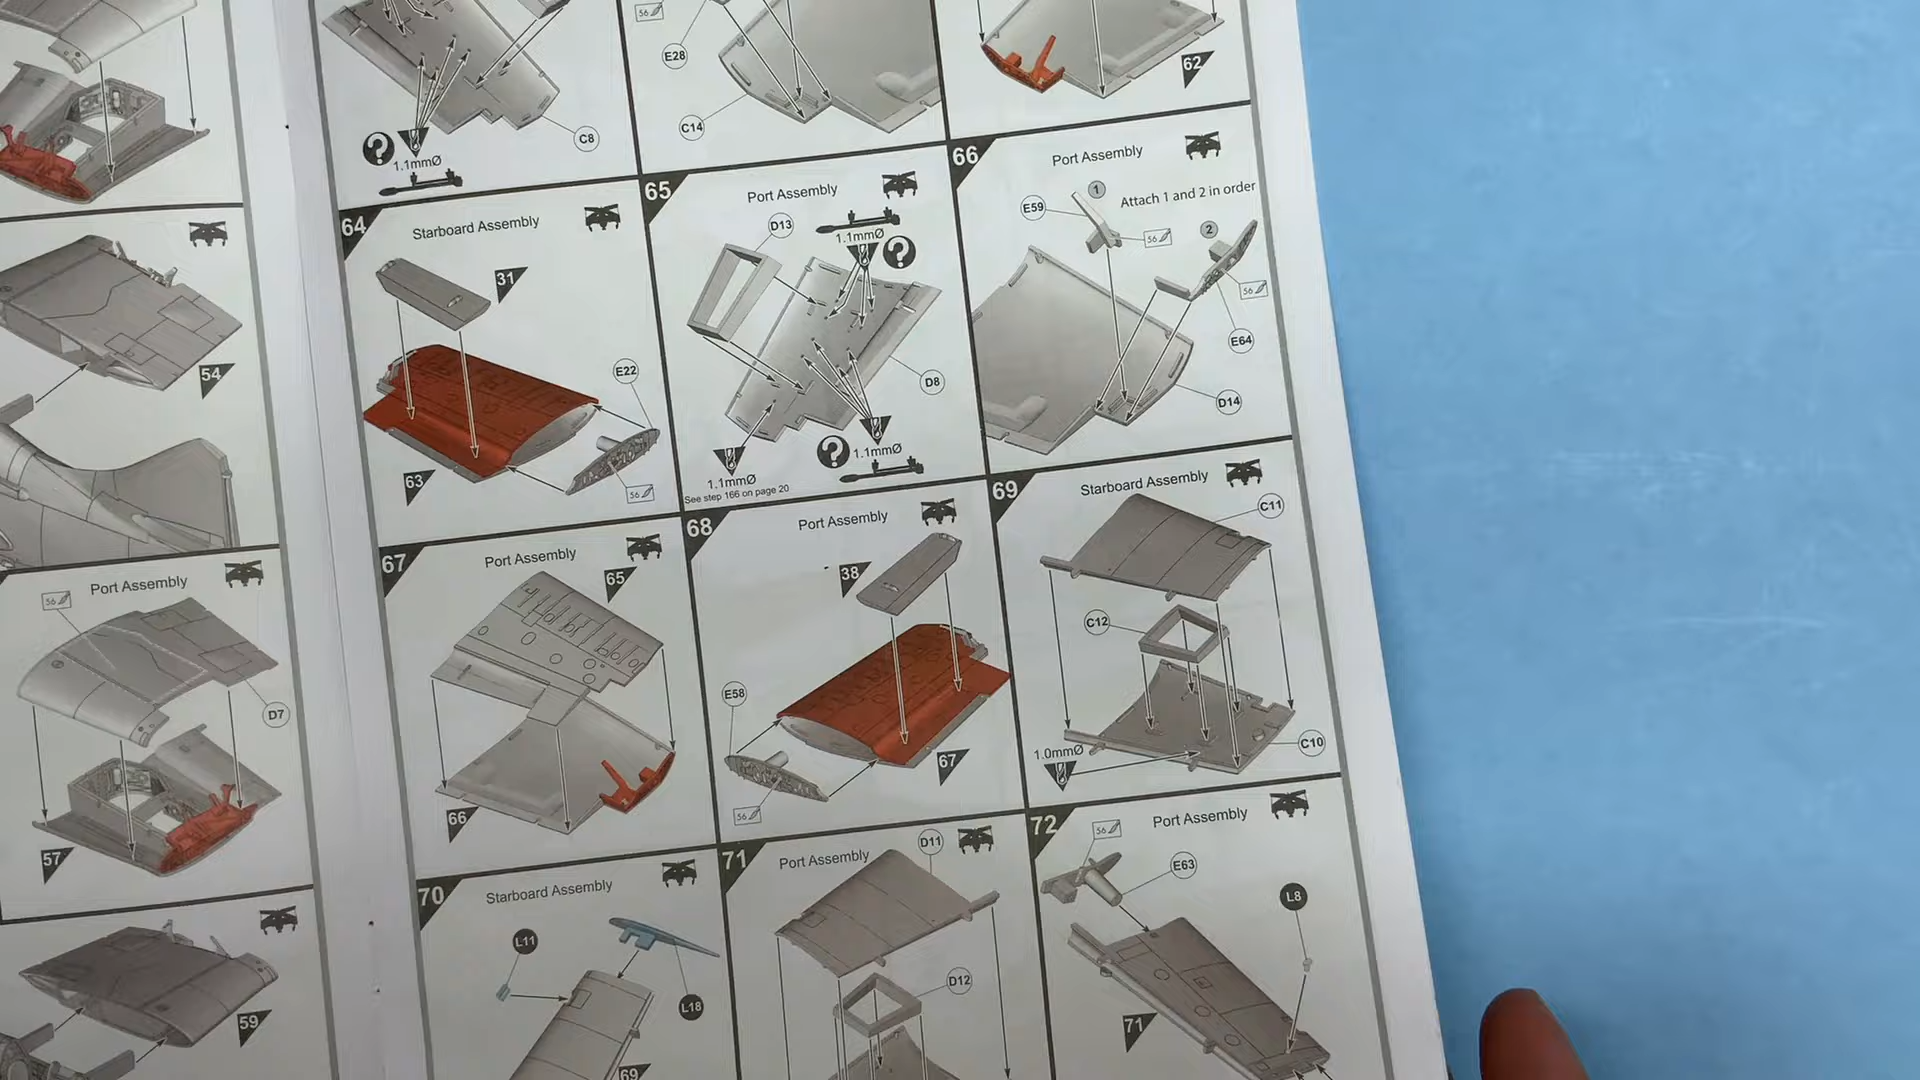 54
Port Assembly
56
D7
57
59
?
1.1mmØ
C8
56
E28
C14
62
64
Starboard Assembly
31
E22
63
56
65
Port Assembly
D13
1.1mmØ
?
D8
?
1.1mmØ
1.1mmØ
See step 166 on page 20
66
Port Assembly
Attach 1 and 2 in order
1
E59
56
2
56
E64
D14
67
Port Assembly
65
66
68
Port Assembly
38
E58
67
56
69
Starboard Assembly
C11
C12
C10
1.0mmØ
70
Starboard Assembly
L11
L18
69
71
Port Assembly
D11
D12
72
Port Assembly
56
E63
L8
71